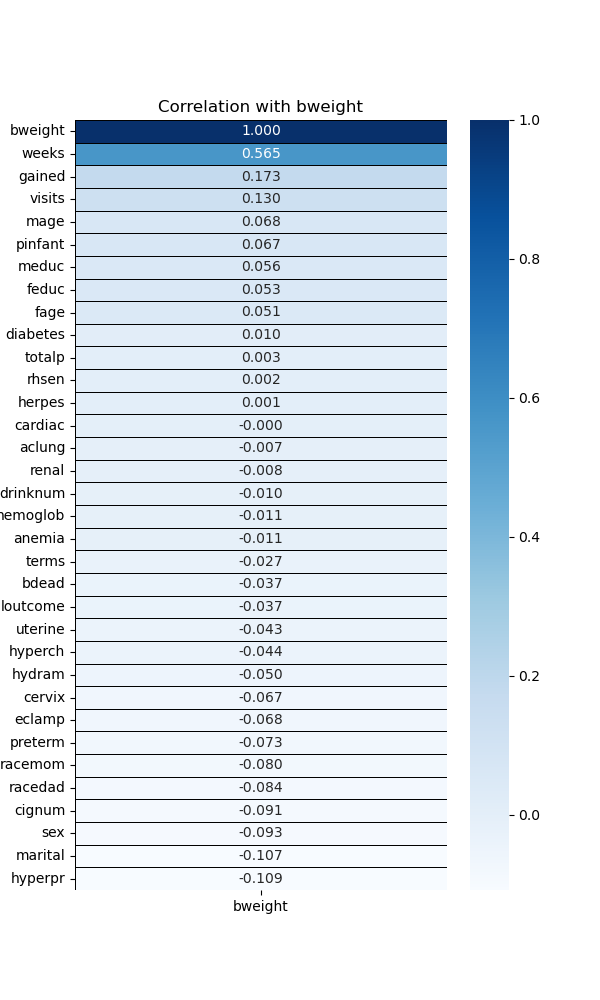 Correlation with bweight
bweight 1.000
weeks 0.565
gained 0.173
visits 0.130
mage 0.068
pinfant 0.067
meduc 0.056
feduc 0.053
fage 0.051
diabetes 0.010
totalp 0.003
rhsen 0.002
herpes 0.001
cardiac -0.000
aclung -0.007
renal -0.008
drinknum -0.010
hemoglob -0.011
anemia -0.011
terms -0.027
bdead -0.037
loutcome -0.037
uterine -0.043
hyperch -0.044
hydram -0.050
cervix -0.067
eclamp -0.068
preterm -0.073
racemom -0.080
racedad -0.084
cignum -0.091
sex -0.093
marital -0.107
hyperpr -0.109
bweight
1.0
0.8
0.6
0.4
0.2
0.0